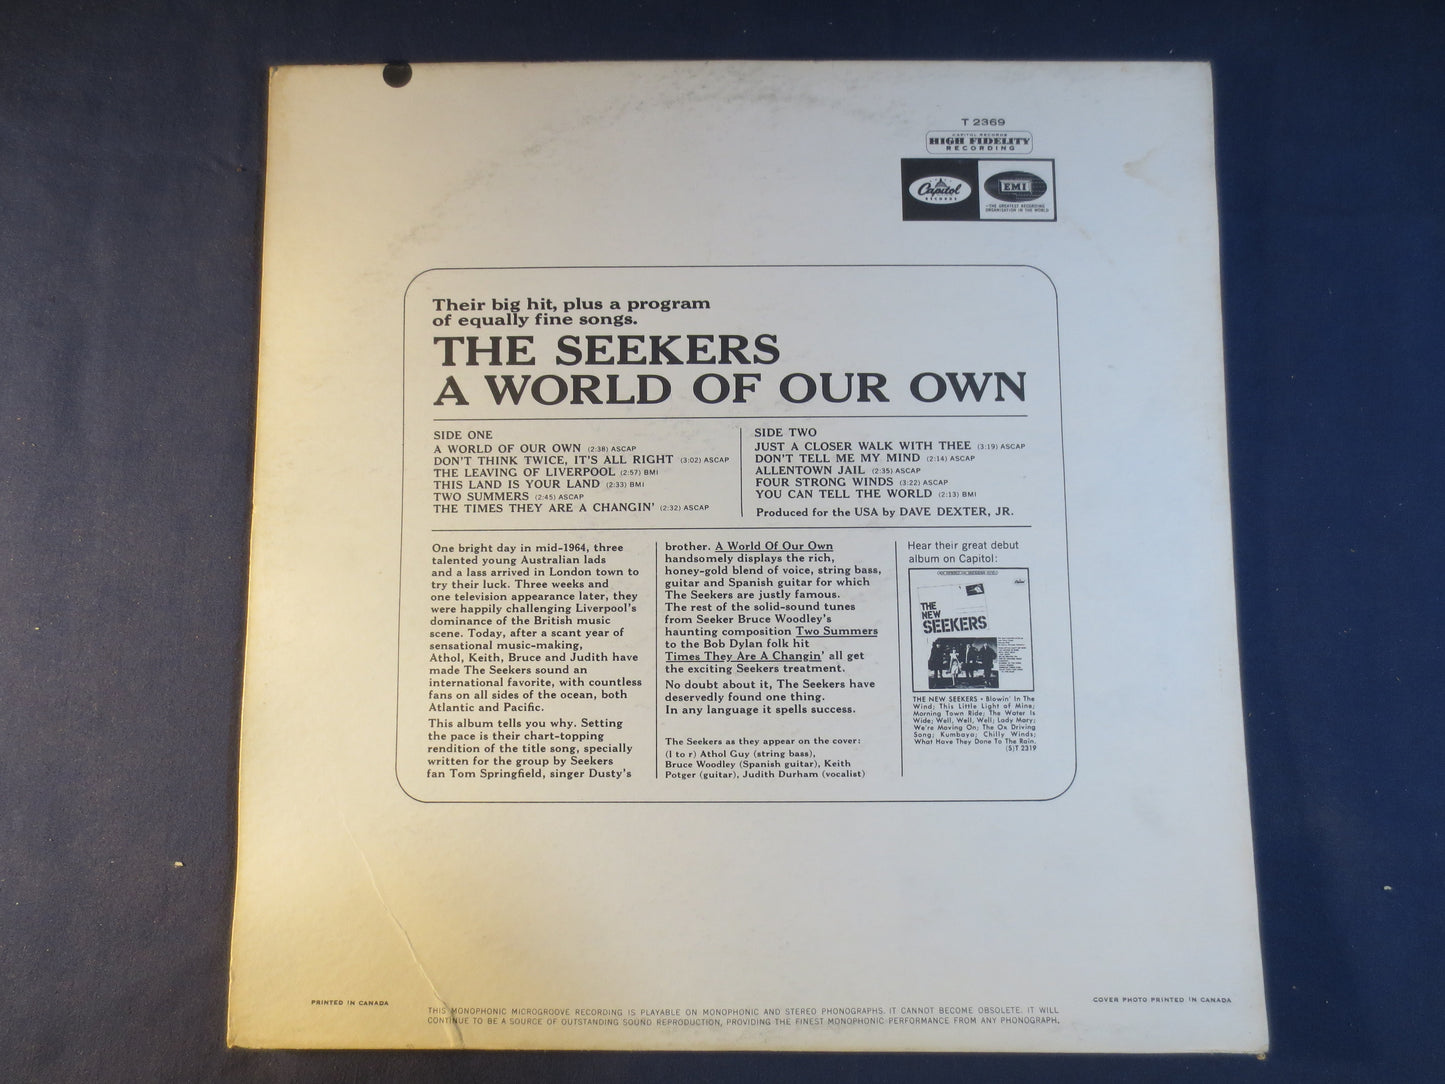 T 2369
CAPITOL RECORDS
HIGH FIDELITY
RECORDING
Capitol
RECORDS
EMI
THE GREATEST RECORDING
ORGANISATION IN THE WORLD
Their big hit, plus a program
of equally fine songs.
THE SEEKERS
A WORLD OF OUR OWN
SIDE ONE
A WORLD OF OUR OWN (2:38) ASCAP
DON'T THINK TWICE, IT'S ALL RIGHT (3:02) ASCAP
THE LEAVING OF LIVERPOOL (2:57) BMI
THIS LAND IS YOUR LAND (2:33) BMI
TWO SUMMERS (2:45) ASCAP
THE TIMES THEY ARE A CHANGIN' (2:32) ASCAP
SIDE TWO
JUST A CLOSER WALK WITH THEE (3:19) ASCAP
DON'T TELL ME MY MIND (2:14) ASCAP
ALLENTOWN JAIL (2:35) ASCAP
FOUR STRONG WINDS (3:22) ASCAP
YOU CAN TELL THE WORLD (2:13) BMI
Produced for the USA by DAVE DEXTER, JR.
One bright day in mid-1964, three
talented young Australian lads
and a lass arrived in London town to
try their luck. Three weeks and
one television appearance later, they
were happily challenging Liverpool's
dominance of the British music
scene. Today, after a scant year of
sensational music-making,
Athol, Keith, Bruce and Judith have
made The Seekers sound an
international favorite, with countless
fans on all sides of the ocean, both
Atlantic and Pacific.
This album tells you why. Setting
the pace is their chart-topping
rendition of the title song, specially
written for the group by Seekers
fan Tom Springfield, singer Dusty's
brother. A World Of Our Own
handsomely displays the rich,
honey-gold blend of voice, string bass,
guitar and Spanish guitar for which
The Seekers are justly famous.
The rest of the solid-sound tunes
from Seeker Bruce Woodley's
haunting composition Two Summers
to the Bob Dylan folk hit
Times They Are A Changin' all get
the exciting Seekers treatment.
No doubt about it, The Seekers have
deservedly found one thing.
In any language it spells success.
The Seekers as they appear on the cover:
(l to r) Athol Guy (string bass),
Bruce Woodley (Spanish guitar), Keith
Potger (guitar), Judith Durham (vocalist)
Hear their great debut
album on Capitol:
THE
NEW
SEEKERS
THE NEW SEEKERS • Blowin' In The
Wind; This Little Light of Mine;
Morning Town Ride; The Water Is
Wide; Well, Well, Well; Lady Mary;
We're Moving On; The Ox Driving
Song; Kumbaya; Chilly Winds;
What Have They Done To The Rain.
(S)T 2319
PRINTED IN CANADA
COVER PHOTO PRINTED IN CANADA
THIS MONOPHONIC MICROGROOVE RECORDING IS PLAYABLE ON MONOPHONIC AND STEREO PHONOGRAPHS. IT CANNOT BECOME OBSOLETE. IT WILL
CONTINUE TO BE A SOURCE OF OUTSTANDING SOUND REPRODUCTION, PROVIDING THE FINEST MONOPHONIC PERFORMANCE FROM ANY PHONOGRAPH.